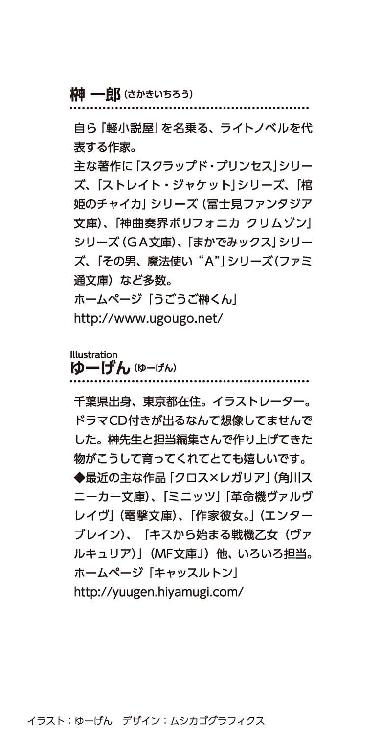 榊 一郎（さかきいちろう）
自ら『軽小説屋』を名乗る、ライトノベルを代
表する作家。
主な著作に「スクラップド・プリンセス」シリー
ズ、「ストレイト・ジャケット」シリーズ、「棺
姫のチャイカ」シリーズ（富士見ファンタジア
文庫）、「神曲奏界ポリフォニカ クリムゾン」
シリーズ（GA文庫）、「まかでみックス」シリー
ズ、「その男、魔法使い“A”」シリーズ（ファミ
通文庫）など多数。
ホームページ「うごうご榊くん」
http://www.ugougo.net/
Illustration
ゆーげん（ゆーげん）
千葉県出身、東京都在住。イラストレーター。
ドラマCD付きが出るなんて想像してませんで
した。榊先生と担当編集さんで作り上げてきた
物がこうして育ってくれてとても嬉しいです。
◆最近の主な作品「クロス×レガリア」（角川ス
ニーカー文庫）、「ミニッツ」「革命機ヴァルヴ
レイヴ」（電撃文庫）、「作家彼女。」（エンター
ブレイン）、「キスから始まる戦機乙女（ヴァ
ルキュリア）」（MF文庫J）他、いろいろ担当。
ホームページ「キャッスルトン」
http://yuugen.hiyamugi.com/
イラスト：ゆーげん　デザイン：ムシカゴグラフィクス